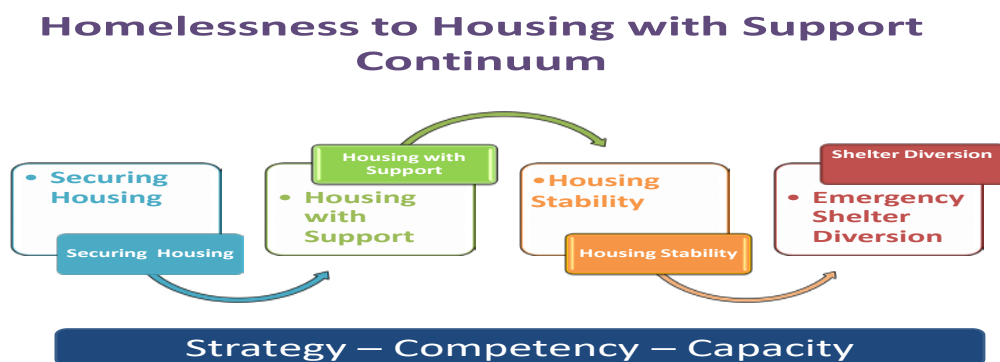 Homelessness to Housing with Support
Continuum
• Securing
Housing
Securing Housing
Housing with
Support
• Housing
with
Support
•Housing
Stability
Housing Stability
Shelter Diversion
• Emergency
Shelter
Diversion
Strategy – Competency – Capacity